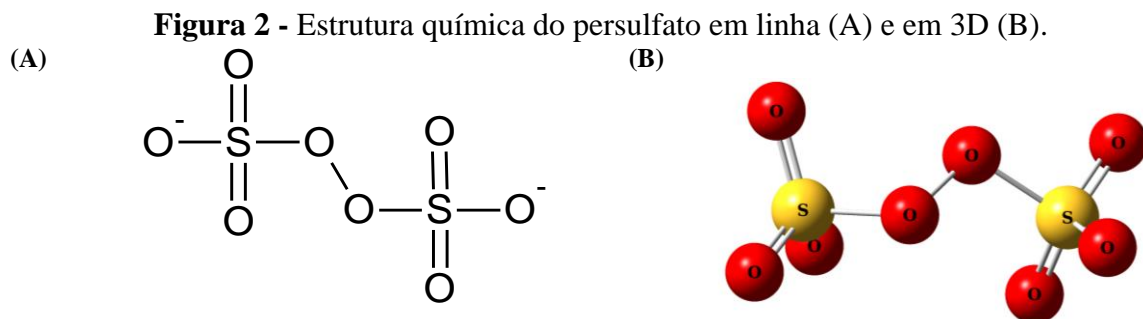 Figura 2 - Estrutura química do persulfato em linha (A) e em 3D (B).
(A) (B)
O O
O⁻ S O O O
O O S O⁻ S O O S O
O O O O O